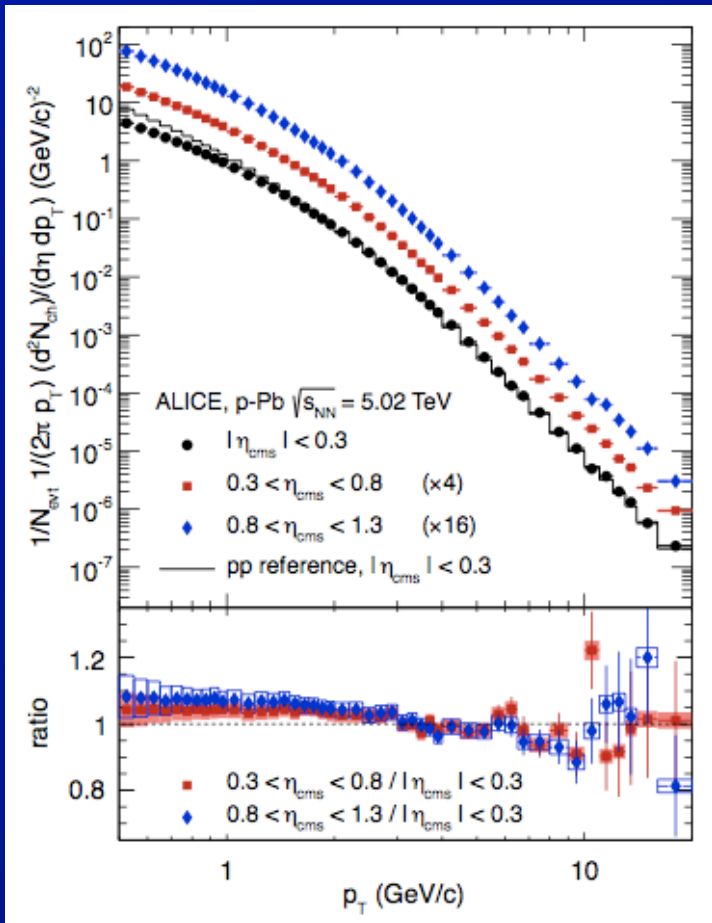 10²
10
1
10⁻¹
10⁻²
10⁻³
10⁻⁴
10⁻⁵
10⁻⁶
10⁻⁷
1/N_evt 1/(2π p_T) (d²N_ch)/(dη dp_T) (GeV/c)⁻²
ALICE, p-Pb √s_NN = 5.02 TeV
| η_cms | < 0.3
0.3 < η_cms < 0.8 (×4)
0.8 < η_cms < 1.3 (×16)
pp reference, | η_cms | < 0.3
1.2
1
0.8
ratio
0.3 < η_cms < 0.8 / | η_cms | < 0.3
0.8 < η_cms < 1.3 / | η_cms | < 0.3
1
10
p_T (GeV/c)